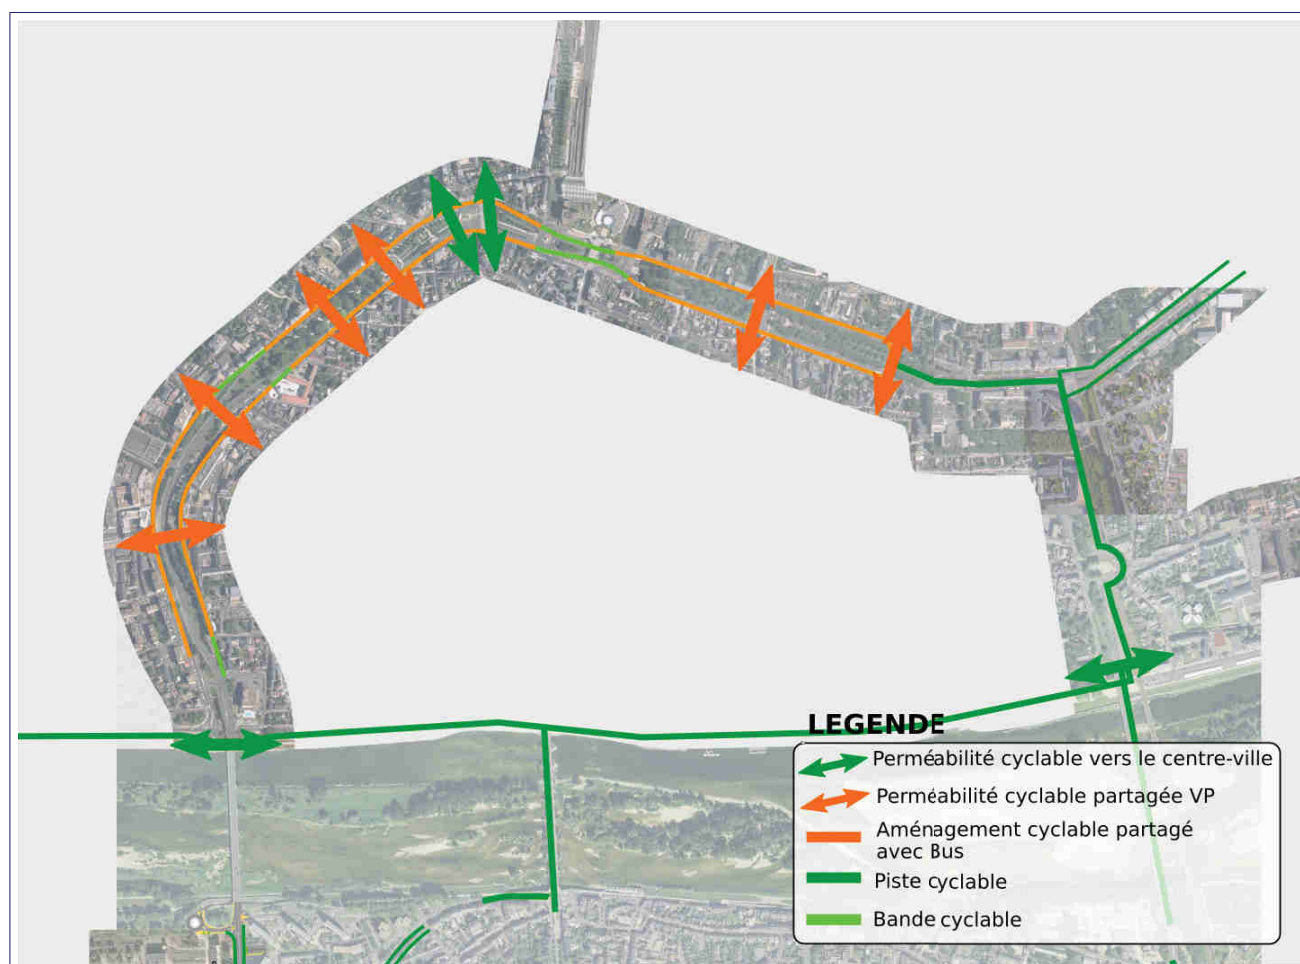 LEGENDE
Perméabilité cyclable vers le centre-ville
Perméabilité cyclable partagée VP
Aménagement cyclable partagé
avec Bus
Piste cyclable
Bande cyclable